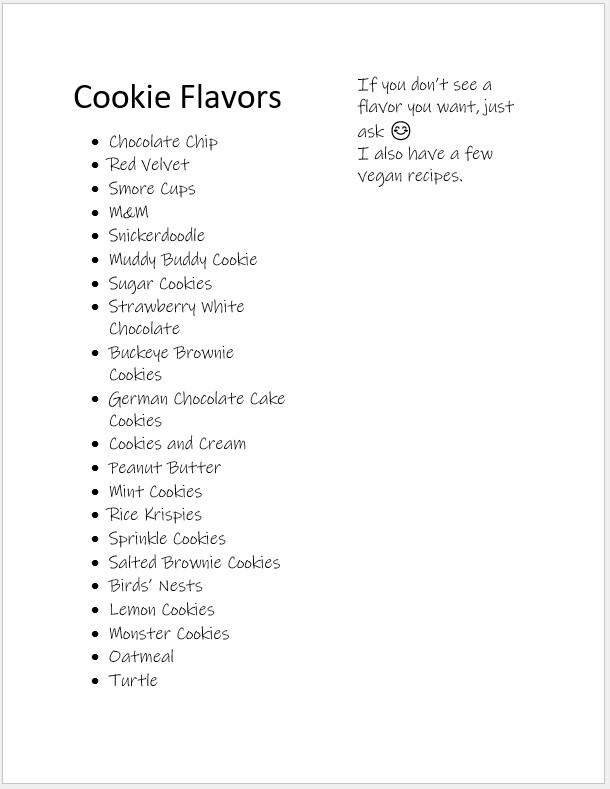 Cookie Flavors
• Chocolate Chip
• Red Velvet
• Smore Cups
• M&M
• Snickerdoodle
• Muddy Buddy Cookie
• Sugar Cookies
• Strawberry White
Chocolate
• Buckeye Brownie
Cookies
• German Chocolate Cake
Cookies
• Cookies and Cream
• Peanut Butter
• Mint Cookies
• Rice Krispies
• Sprinkle Cookies
• Salted Brownie Cookies
• Birds’ Nests
• Lemon Cookies
• Monster Cookies
• Oatmeal
• Turtle
If you don’t see a
flavor you want, just
ask 😊
I also have a few
vegan recipes.